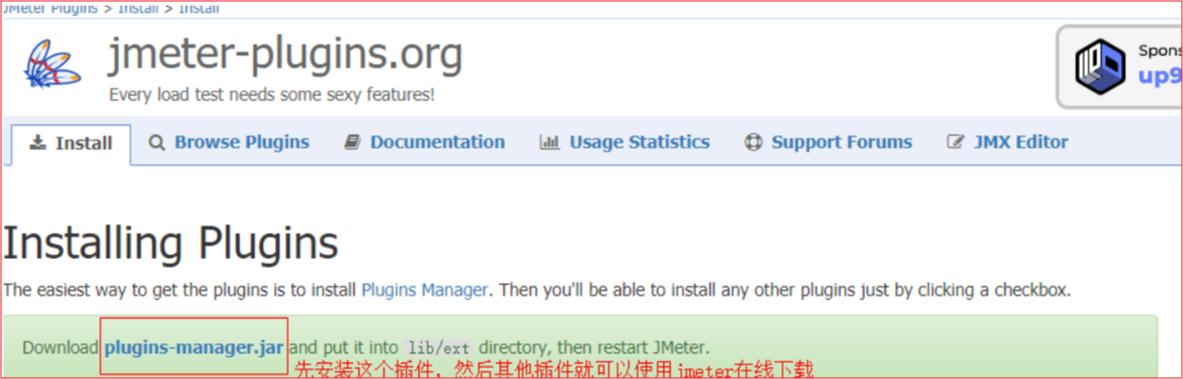 JMeter Plugins > Install > Install
jmeter-plugins.org
Every load test needs some sexy features!
Spons
up9
Install Browse Plugins Documentation Usage Statistics Support Forums JMX Editor
Installing Plugins
The easiest way to get the plugins is to install Plugins Manager. Then you'll be able to install any other plugins just by clicking a checkbox.
Download plugins-manager.jar and put it into lib/ext directory, then restart JMeter.
先安装这个插件，然后其他插件就可以使用jmeter在线下载